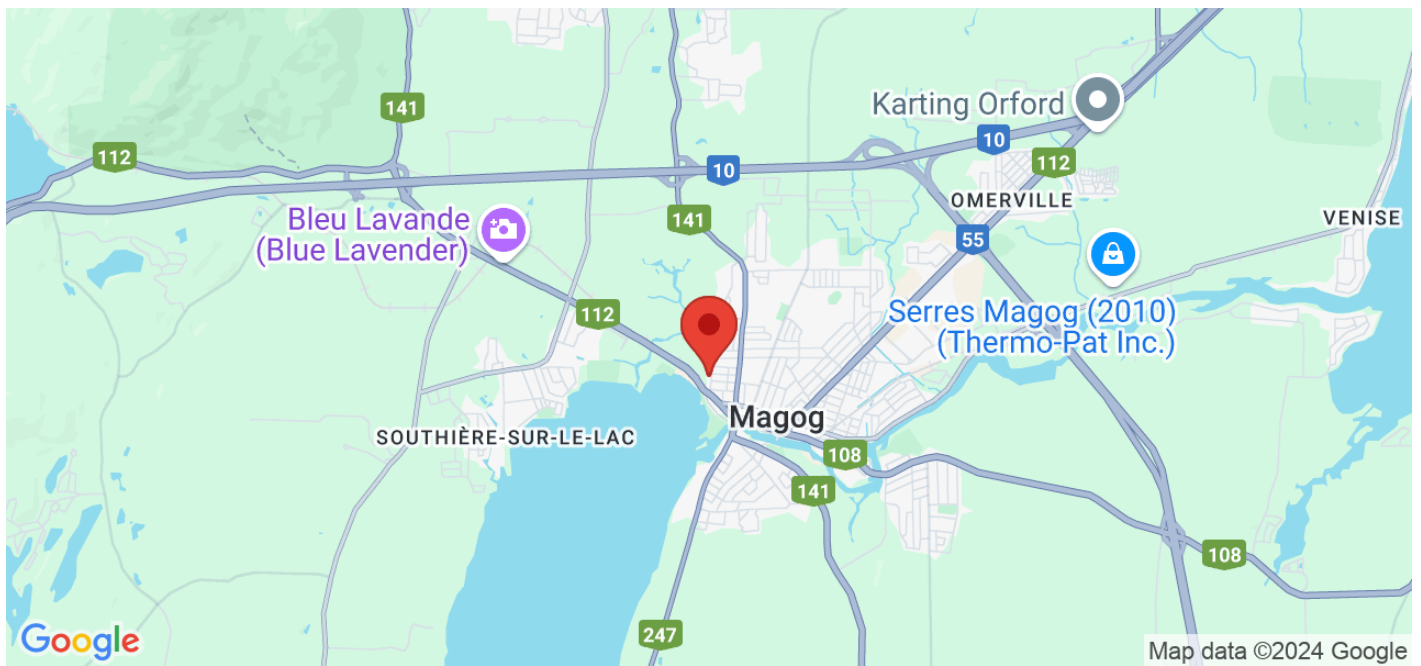 141
Karting Orford
112
10
10
112
141
Bleu Lavande
(Blue Lavender)
OMERVILLE
VENISE
55
112
Serres Magog (2010)
(Thermo-Pat Inc.)
Magog
SOUTHIÈRE-SUR-LE-LAC
108
141
108
247
Google
Map data ©2024 Google